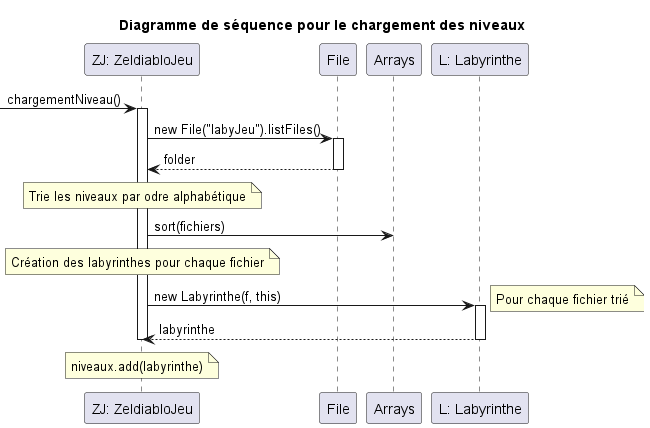 Diagramme de séquence pour le chargement des niveaux
ZJ: ZeldiabloJeu
File
Arrays
L: Labyrinthe
chargementNiveau()
new File("labyJeu").listFiles()
folder
Trie les niveaux par odre alphabétique
sort(fichiers)
Création des labyrinthes pour chaque fichier
new Labyrinthe(f, this)
Pour chaque fichier trié
labyrinthe
niveaux.add(labyrinthe)
ZJ: ZeldiabloJeu
File
Arrays
L: Labyrinthe